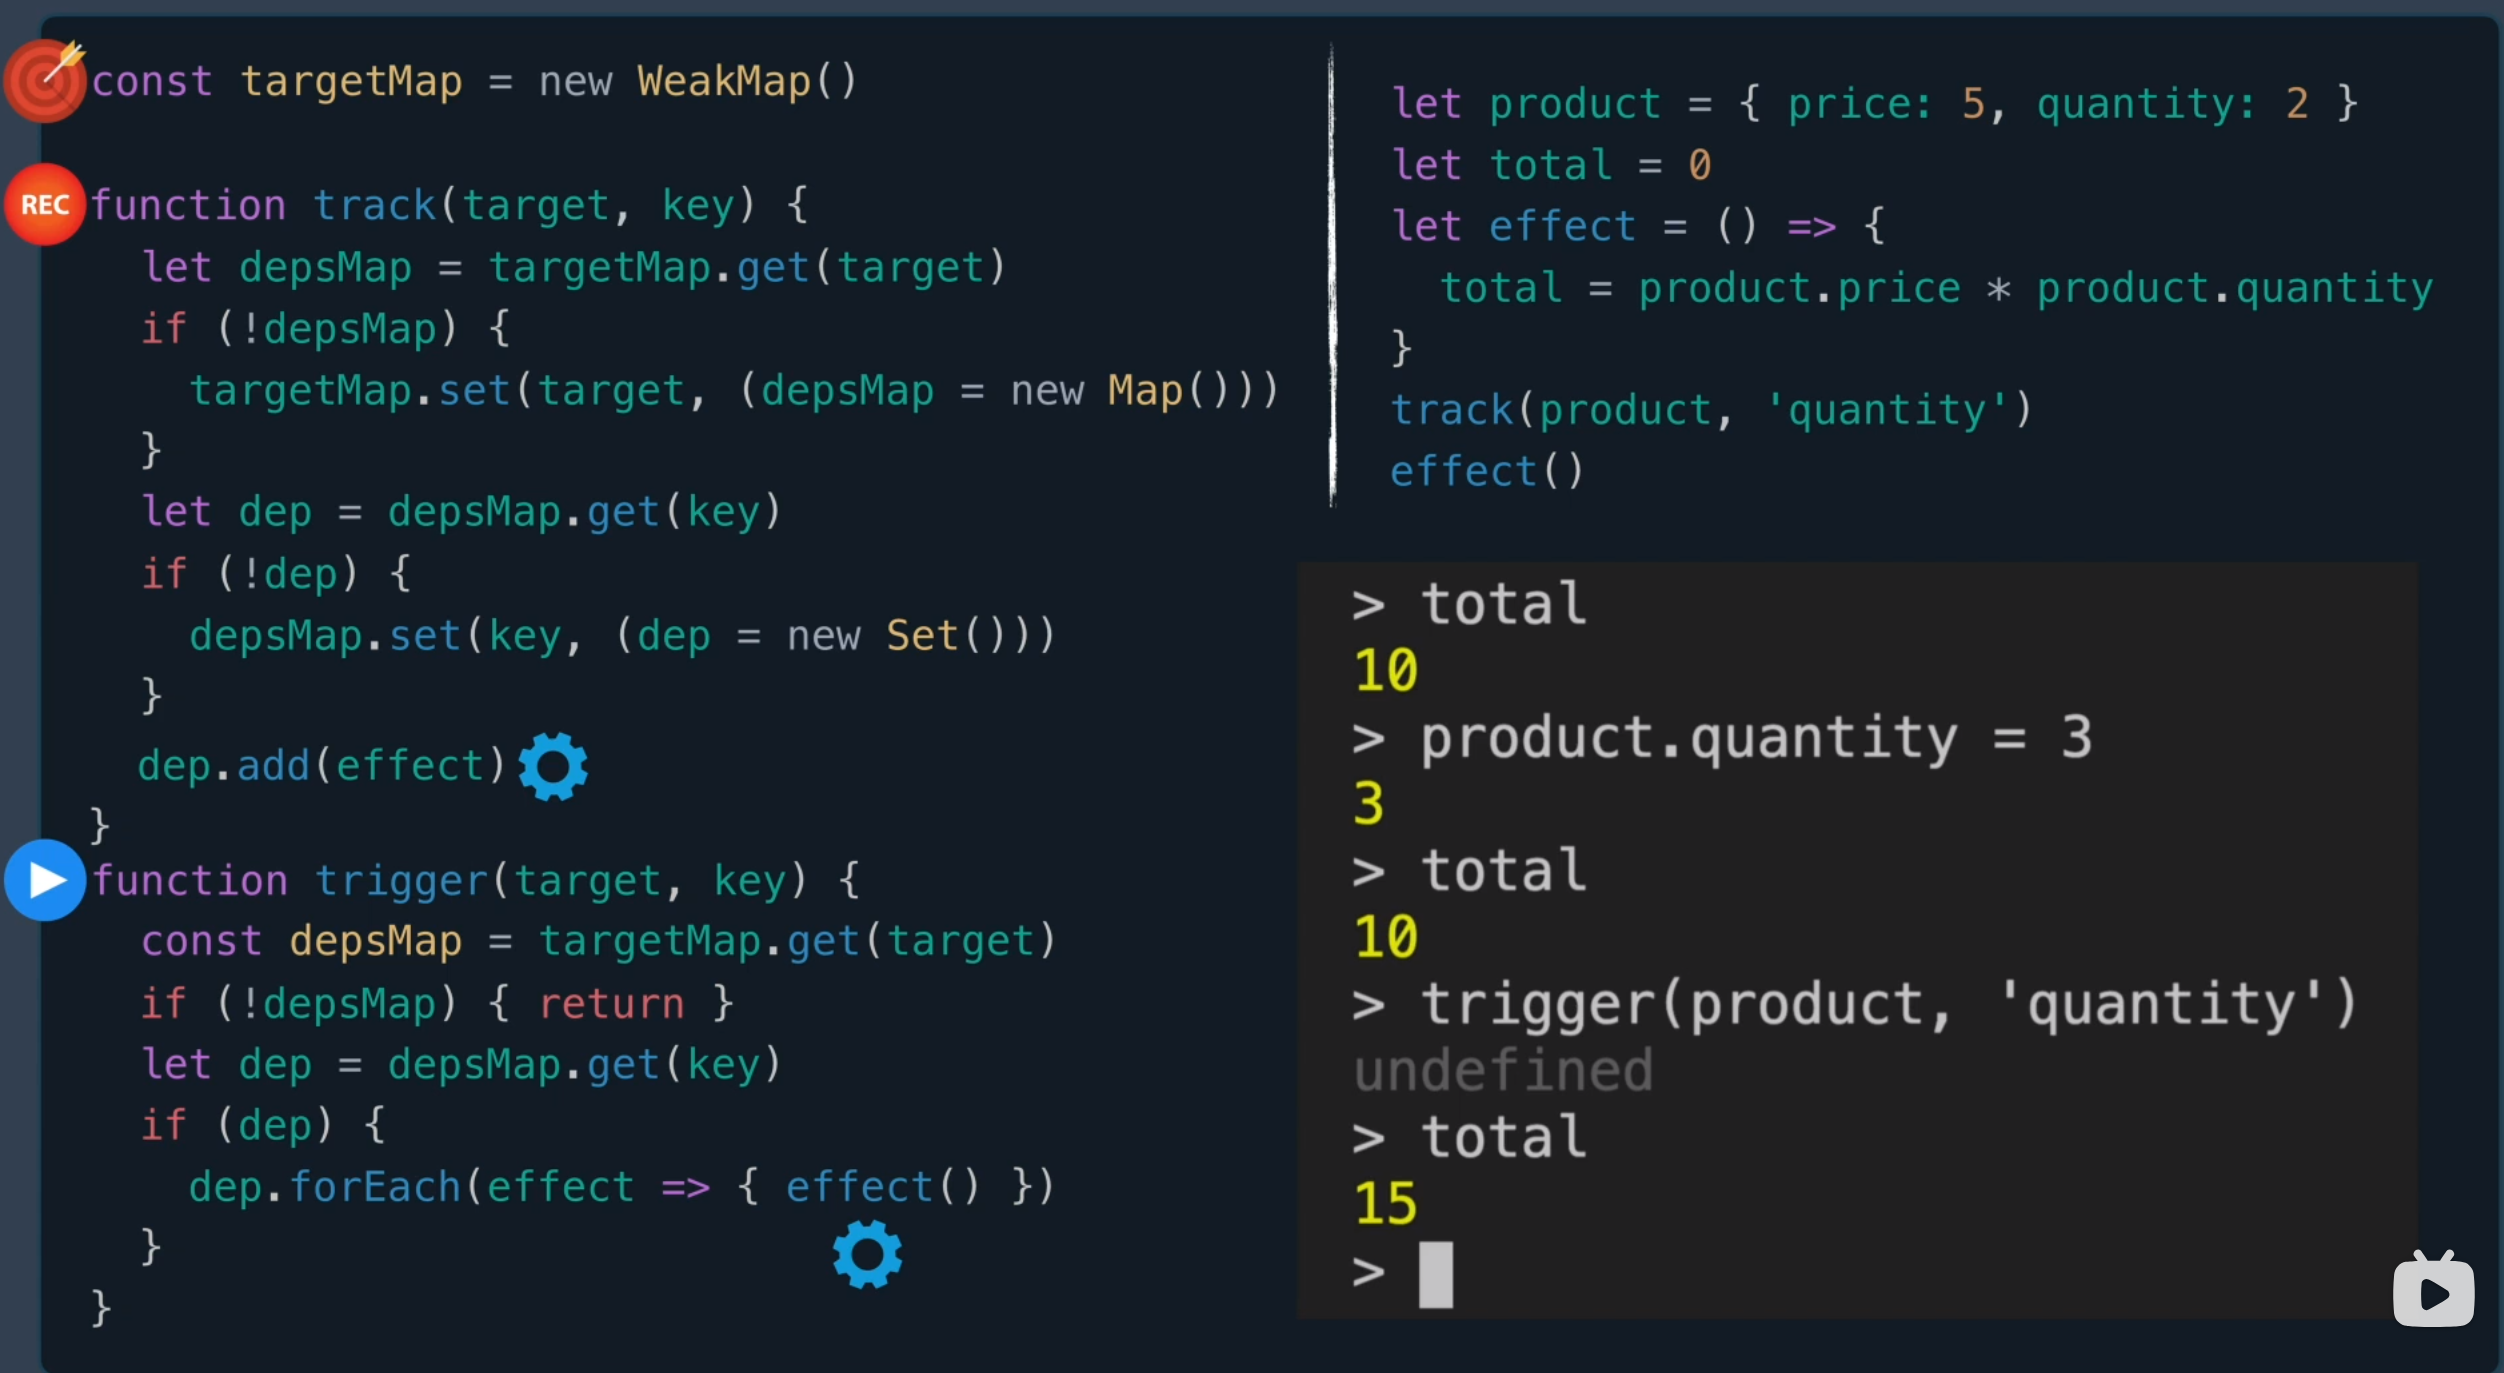 const targetMap = new WeakMap()
REC
function track(target, key) {
let depsMap = targetMap.get(target)
if (!depsMap) {
targetMap.set(target, (depsMap = new Map()))
}
let dep = depsMap.get(key)
if (!dep) {
depsMap.set(key, (dep = new Set()))
}
dep.add(effect)
}
function trigger(target, key) {
const depsMap = targetMap.get(target)
if (!depsMap) { return }
let dep = depsMap.get(key)
if (dep) {
dep.forEach(effect => { effect() })
}
}
let product = { price: 5, quantity: 2 }
let total = 0
let effect = () => {
total = product.price * product.quantity
}
track(product, 'quantity')
effect()
> total
10
> product.quantity = 3
3
> total
10
> trigger(product, 'quantity')
undefined
> total
15
>